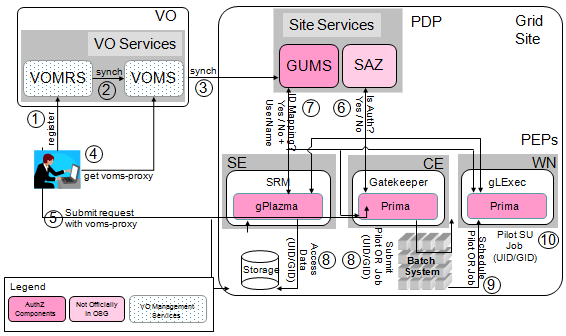 VO
PDP
Grid
Site
VO Services
Site Services
VOMRS
synch
VOMS
synch
GUMS
SAZ
2
3
1
register
4
get voms-proxy
7
6
ID Mapping?
Yes / No +
UserName
Is Auth?
Yes / No
PEPs
SE
CE
WN
SRM
Gatekeeper
gLExec
gPlazma
Prima
Prima
5
Submit request
with voms-proxy
Storage
Access
Data
(UID/GID)
8
8
Submit
Pilot OR Job
(UID/GID)
Batch
System
Schedule
Pilot OR Job
9
Pilot SU
Job
(UID/GID)
10
Legend
AuthZ
Components
Not Officially
In OSG
VO Management
Services